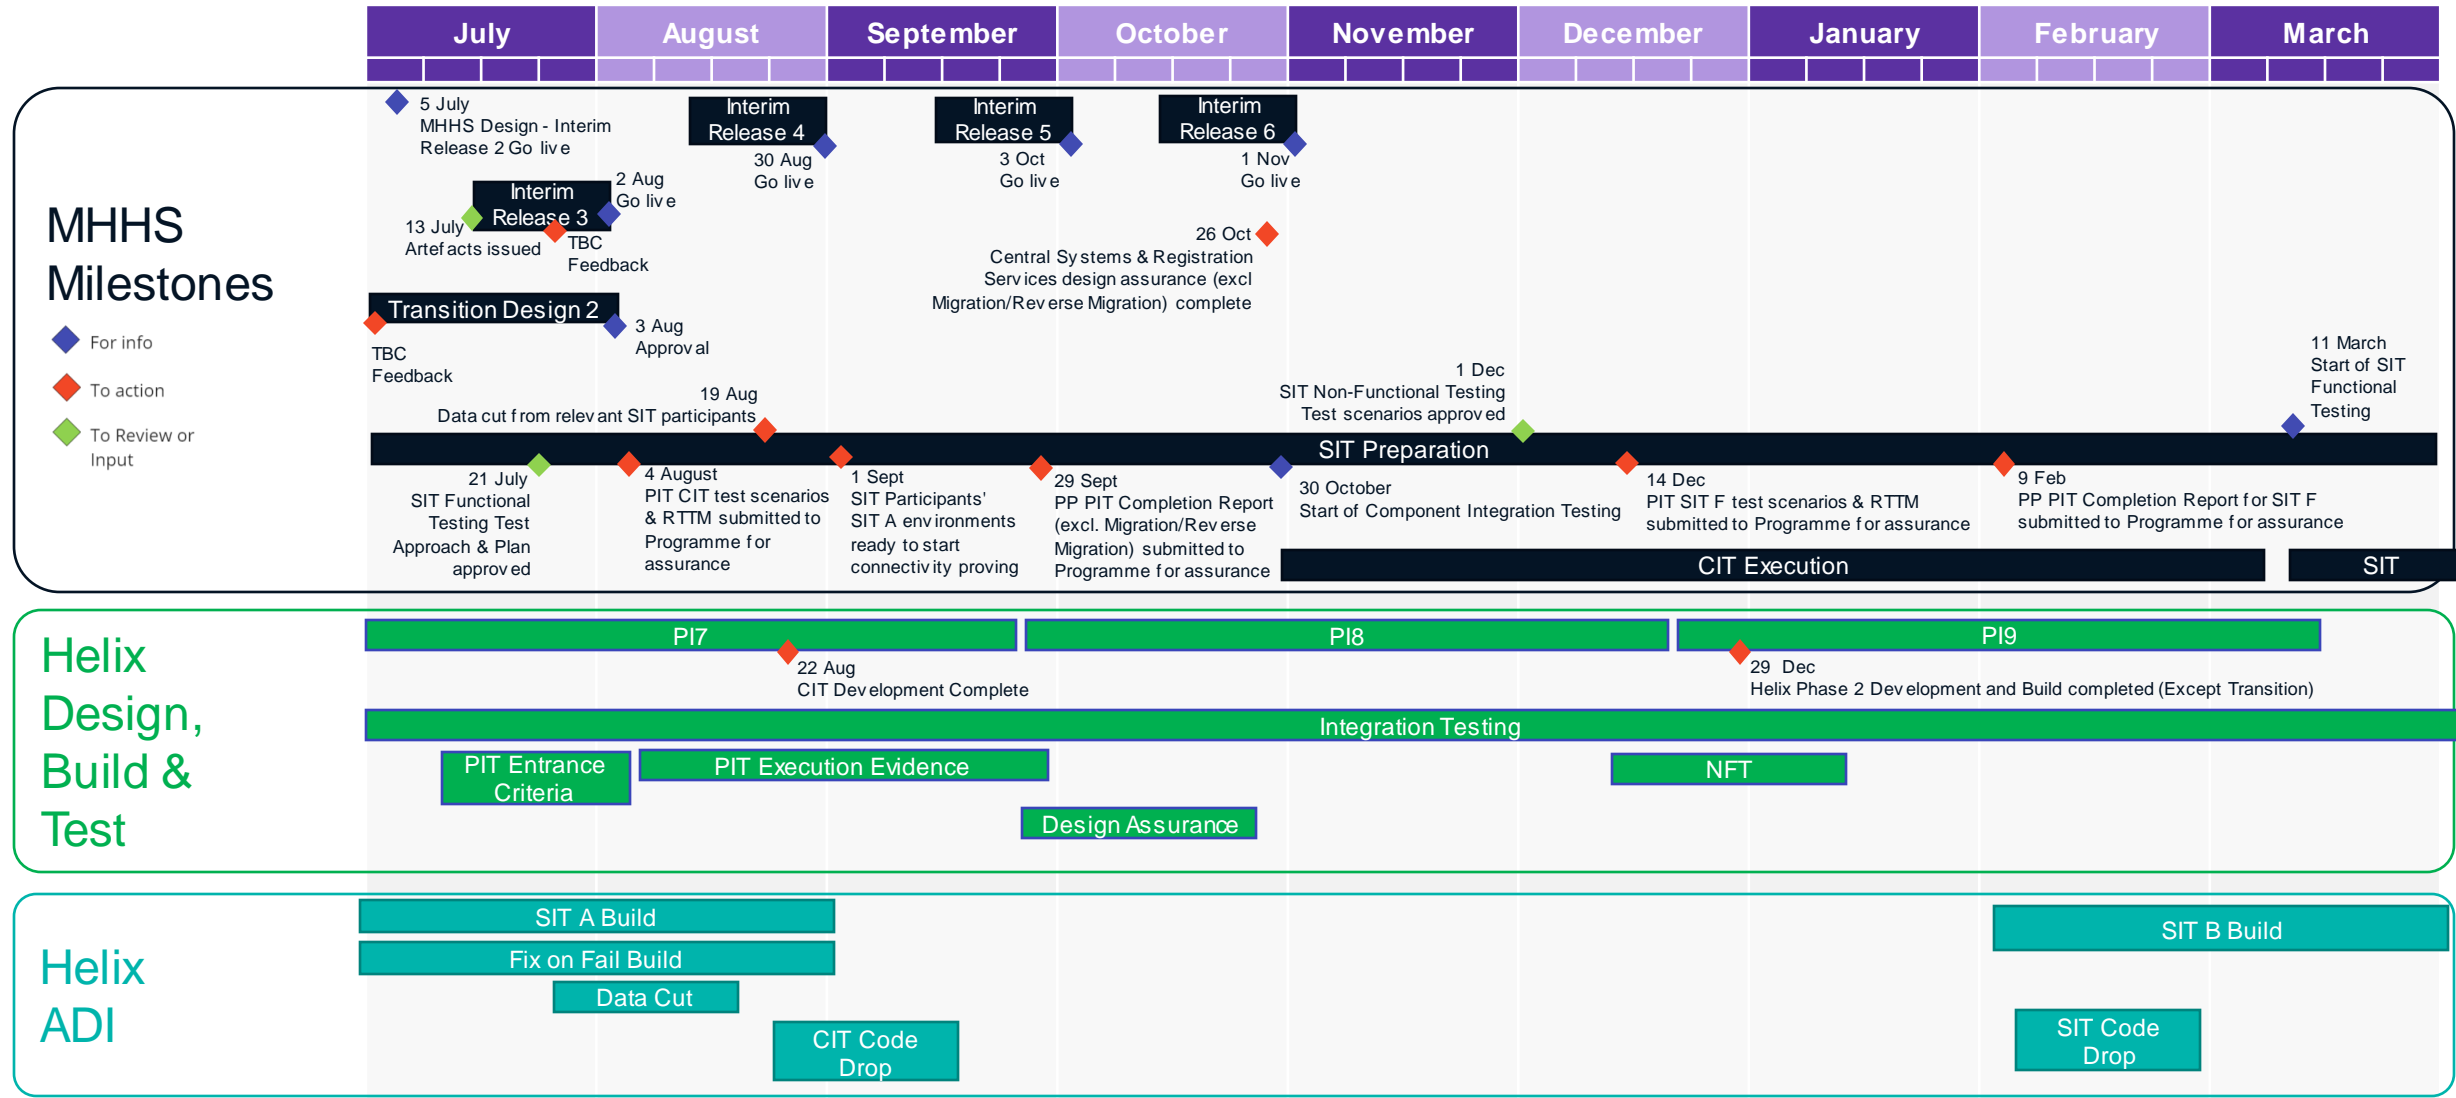 July
August
September
October
November
December
January
February
March
MHHS
Milestones
For info
To action
To Review or
Input
5 July
MHHS Design - Interim
Release 2 Go live
Interim
Release 3
2 Aug
Go live
13 July
Artefacts issued
TBC
Feedback
Interim
Release 4
30 Aug
Go live
Interim
Release 5
3 Oct
Go live
Interim
Release 6
1 Nov
Go live
26 Oct
Central Systems & Registration
Services design assurance (excl
Migration/Reverse Migration) complete
Transition Design 2
TBC
Feedback
3 Aug
Approval
19 Aug
Data cut from relevant SIT participants
1 Dec
SIT Non-Functional Testing
Test scenarios approved
11 March
Start of SIT
Functional
Testing
SIT Preparation
21 July
SIT Functional
Testing Test
Approach & Plan
approved
4 August
PIT CIT test scenarios
& RTTM submitted to
Programme for
assurance
1 Sept
SIT Participants'
SIT A environments
ready to start
connectivity proving
29 Sept
PP PIT Completion Report
(excl. Migration/Reverse
Migration) submitted to
Programme for assurance
30 October
Start of Component Integration Testing
14 Dec
PIT SIT F test scenarios & RTTM
submitted to Programme for assurance
9 Feb
PP PIT Completion Report for SIT F
submitted to Programme for assurance
CIT Execution
SIT
Helix
Design,
Build &
Test
PI7
PI8
PI9
22 Aug
CIT Development Complete
29 Dec
Helix Phase 2 Development and Build completed (Except Transition)
Integration Testing
PIT Entrance
Criteria
PIT Execution Evidence
NFT
Design Assurance
Helix
ADI
SIT A Build
Fix on Fail Build
Data Cut
CIT Code
Drop
SIT B Build
SIT Code
Drop